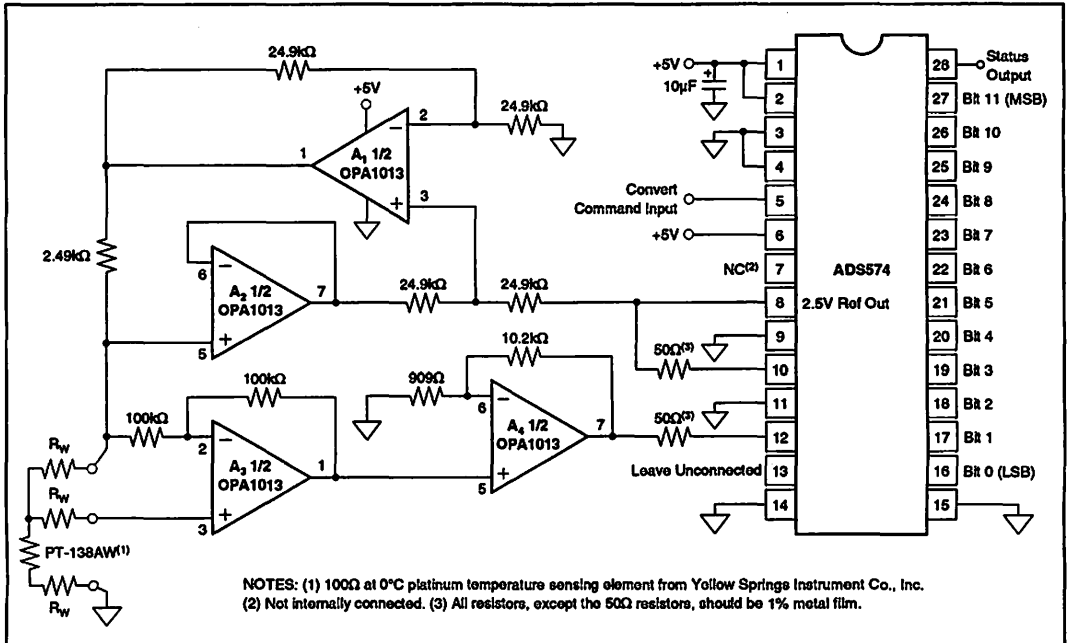 24.9kΩ
+5V
24.9kΩ
2
1
A₁ 1/2
OPA1013
3
2.49kΩ
6
A₂ 1/2
OPA1013
7
5
24.9kΩ
24.9kΩ
10.2kΩ
50Ω(3)
100kΩ
909Ω
6
100kΩ
A₄ 1/2
OPA1013
7
50Ω(3)
2
A₃ 1/2
OPA1013
1
5
3
RW
RW
PT-138AW(1)
RW
+5V
10µF
+
Convert
Command Input
+5V
NC(2)
Leave Unconnected
1
2
3
4
5
6
7
8
9
10
11
12
13
14
ADS574
2.5V Ref Out
28 Status
Output
27 Bit 11 (MSB)
26 Bit 10
25 Bit 9
24 Bit 8
23 Bit 7
22 Bit 6
21 Bit 5
20 Bit 4
19 Bit 3
18 Bit 2
17 Bit 1
16 Bit 0 (LSB)
15
NOTES: (1) 100Ω at 0°C platinum temperature sensing element from Yellow Springs Instrument Co., Inc.
(2) Not internally connected. (3) All resistors, except the 50Ω resistors, should be 1% metal film.